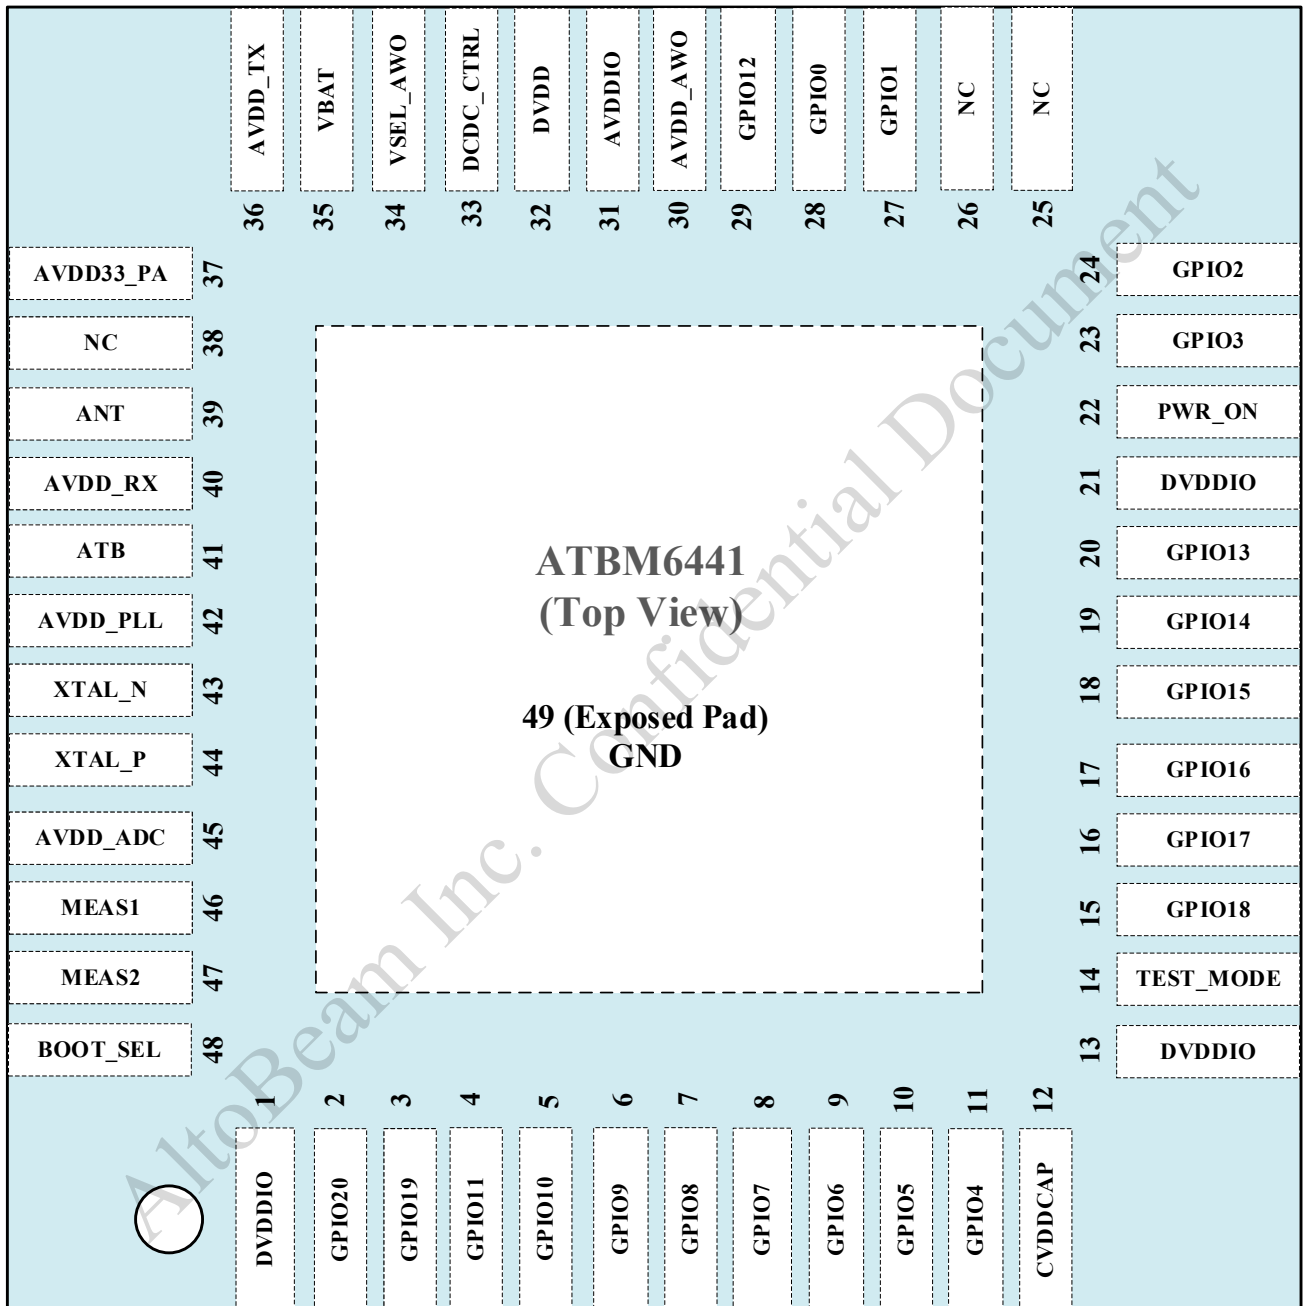 AVDD_TX
VBAT
VSEL_AWO
DCDC_CTRL
DVDD
AVDDIO
AVDD_AWO
GPIO12
GPIO0
GPIO1
NC
NC
36
35
34
33
32
31
30
29
28
27
26
25
AVDD33_PA 37
NC 38
ANT 39
AVDD_RX 40
ATB 41
AVDD_PLL 42
XTAL_N 43
XTAL_P 44
AVDD_ADC 45
MEAS1 46
MEAS2 47
BOOT_SEL 48
ATBM6441
(Top View)
49 (Exposed Pad)
GND
24 GPIO2
23 GPIO3
22 PWR_ON
21 DVDDIO
20 GPIO13
19 GPIO14
18 GPIO15
17 GPIO16
16 GPIO17
15 GPIO18
14 TEST_MODE
13 DVDDIO
1
2
3
4
5
6
7
8
9
10
11
12
DVDDIO
GPIO20
GPIO19
GPIO11
GPIO10
GPIO9
GPIO8
GPIO7
GPIO6
GPIO5
GPIO4
CVDDCAP
AltoBeam Inc. Confidential Document